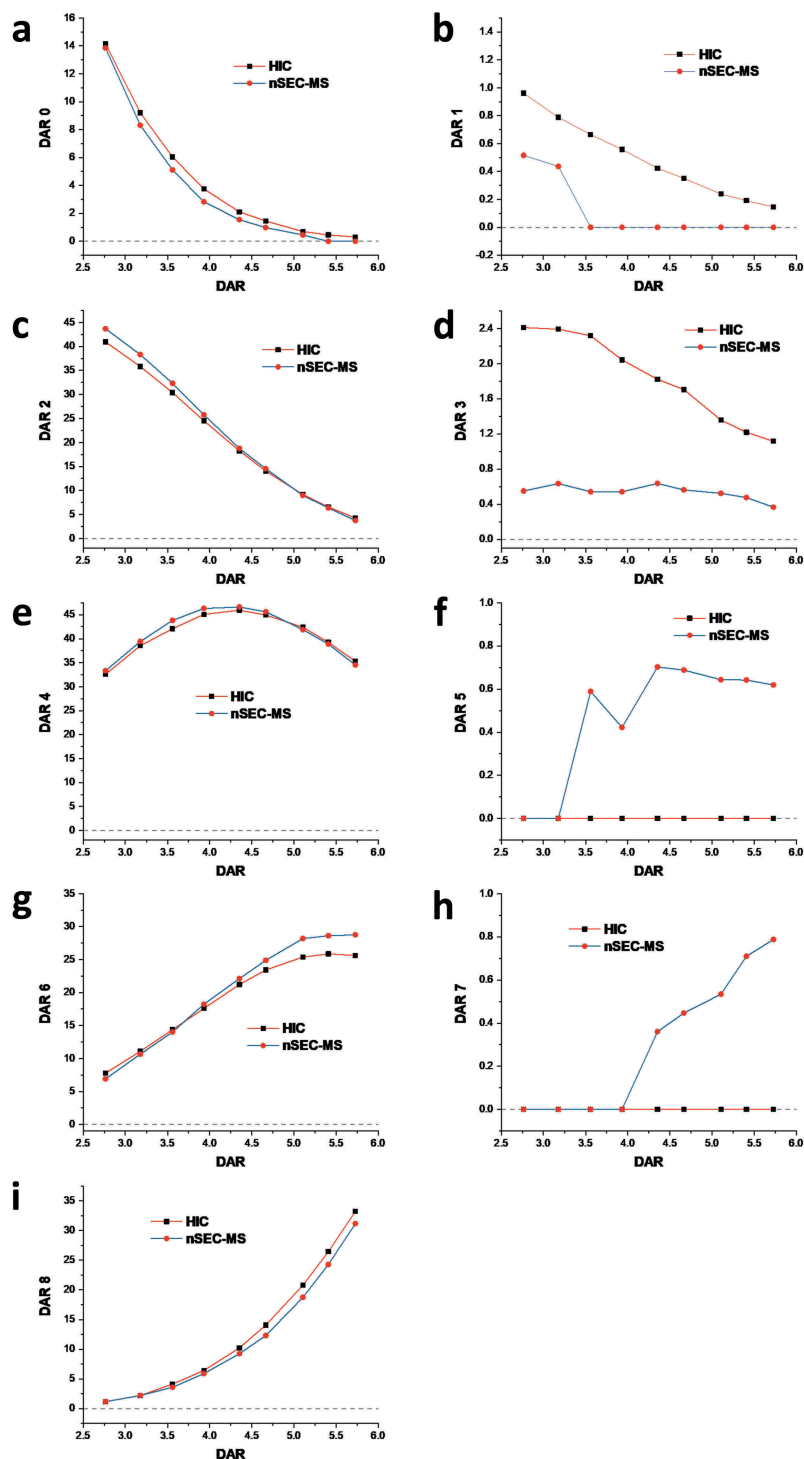 a
16
14
12
10
8
6
4
2
0
DAR 0
HIC
nSEC-MS
2.5 3.0 3.5 4.0 4.5 5.0 5.5 6.0
DAR
b
1.4
1.2
1.0
0.8
0.6
0.4
0.2
0.0
-0.2
DAR 1
HIC
nSEC-MS
2.5 3.0 3.5 4.0 4.5 5.0 5.5 6.0
DAR
c
45
40
35
30
25
20
15
10
5
0
DAR 2
HIC
nSEC-MS
2.5 3.0 3.5 4.0 4.5 5.0 5.5 6.0
DAR
d
2.4
2.0
1.6
1.2
0.8
0.4
0.0
DAR 3
HIC
nSEC-MS
2.5 3.0 3.5 4.0 4.5 5.0 5.5 6.0
DAR
e
45
40
35
30
25
20
15
10
5
0
DAR 4
HIC
nSEC-MS
2.5 3.0 3.5 4.0 4.5 5.0 5.5 6.0
DAR
f
1.0
0.8
0.6
0.4
0.2
0.0
DAR 5
HIC
nSEC-MS
2.5 3.0 3.5 4.0 4.5 5.0 5.5 6.0
DAR
g
35
30
25
20
15
10
5
0
DAR 6
HIC
nSEC-MS
2.5 3.0 3.5 4.0 4.5 5.0 5.5 6.0
DAR
h
1.0
0.8
0.6
0.4
0.2
0.0
DAR 7
HIC
nSEC-MS
2.5 3.0 3.5 4.0 4.5 5.0 5.5 6.0
DAR
i
35
30
25
20
15
10
5
0
DAR 8
HIC
nSEC-MS
2.5 3.0 3.5 4.0 4.5 5.0 5.5 6.0
DAR